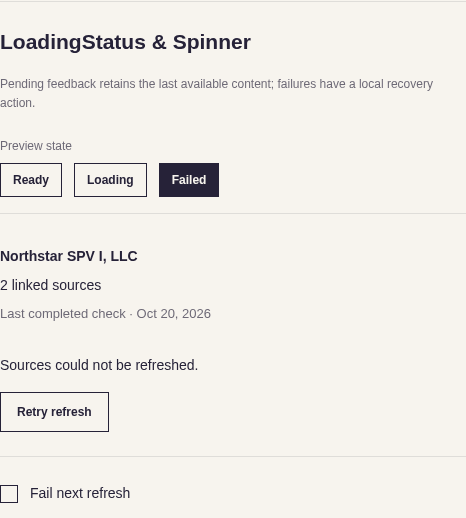 LoadingStatus & Spinner
Pending feedback retains the last available content; failures have a local recovery
action.
Preview state
Ready Loading Failed
Northstar SPV I, LLC
2 linked sources
Last completed check · Oct 20, 2026
Sources could not be refreshed.
Retry refresh
Fail next refresh